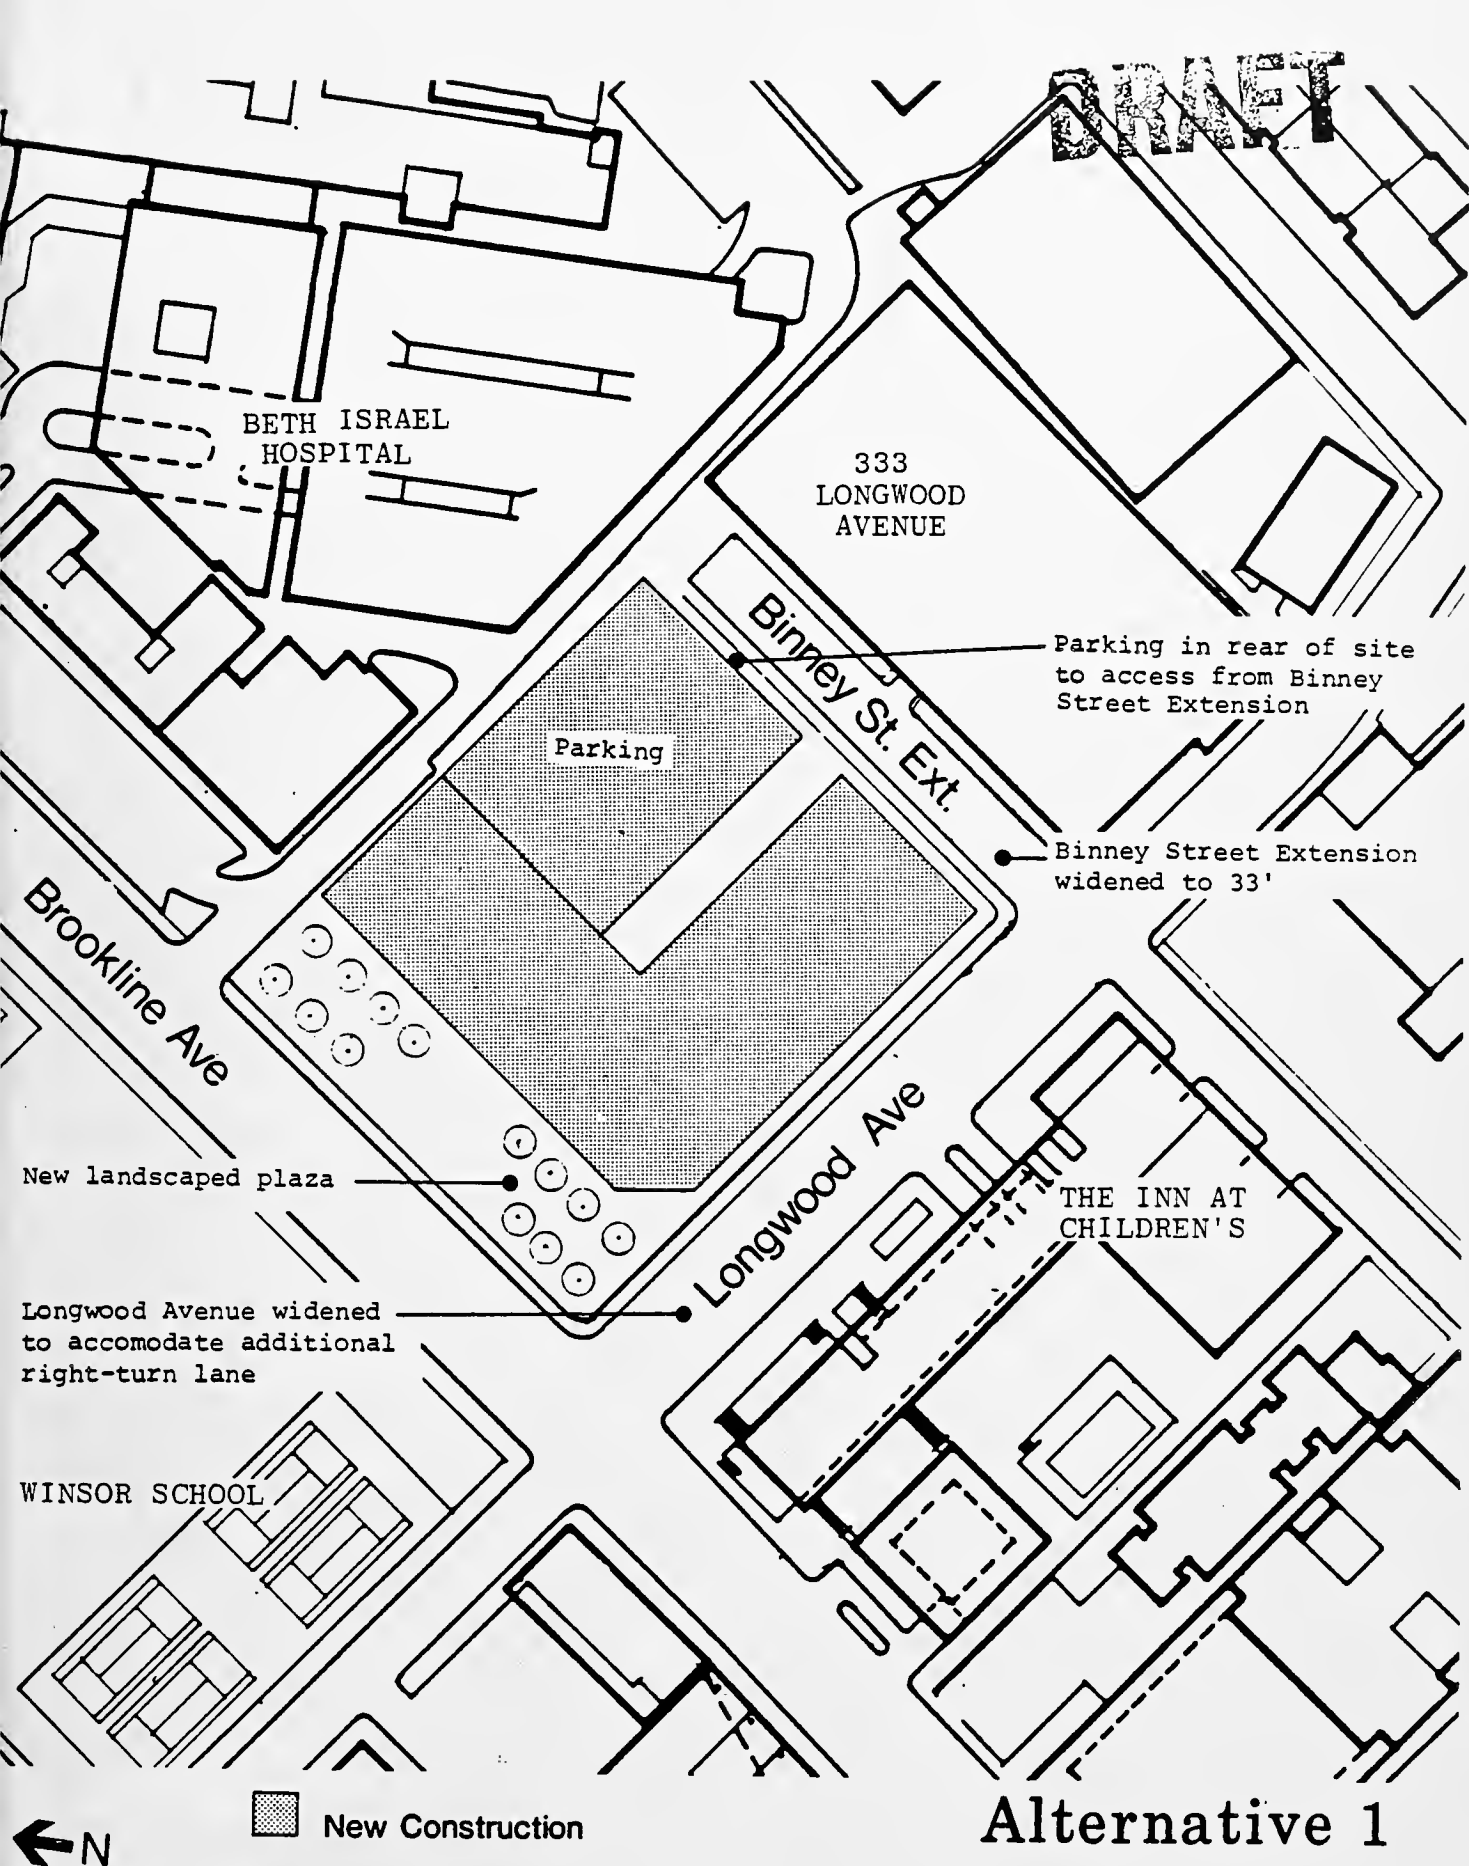 DRAFT
BETH ISRAEL
HOSPITAL
333
LONGWOOD
AVENUE
Binney St. Ext.
Parking in rear of site
to access from Binney
Street Extension
Parking
Binney Street Extension
widened to 33'
Brookline Ave
Longwood Ave
New landscaped plaza
THE INN AT
CHILDREN'S
Longwood Avenue widened
to accomodate additional
right-turn lane
WINSOR SCHOOL
New Construction
Alternative 1
N